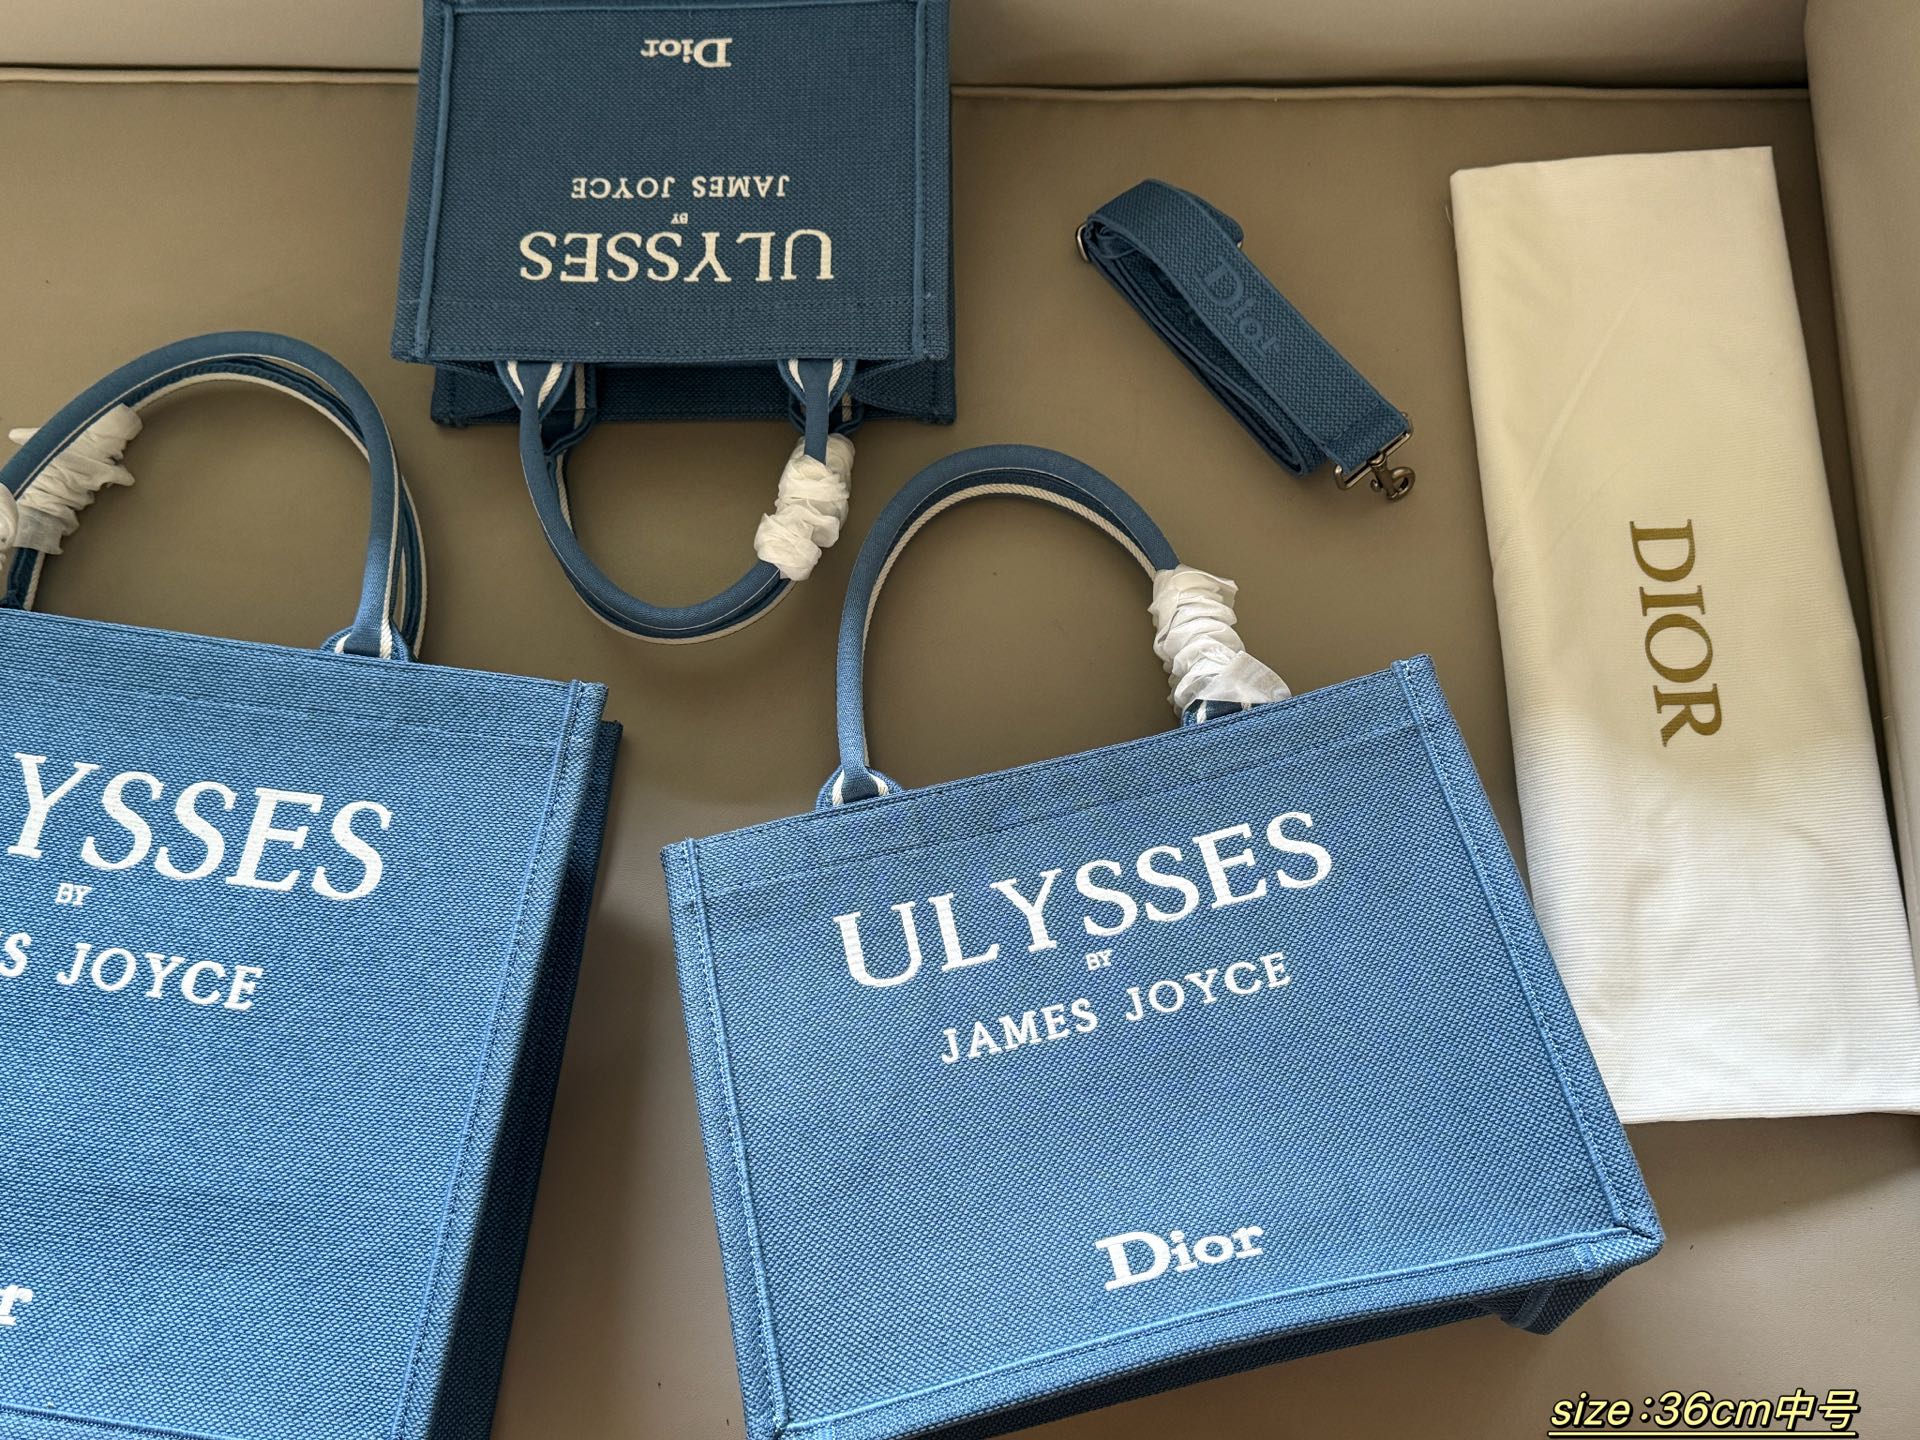 Dior
JAMES JOYCE
BY
ULYSSES
Dior
DIOR
YSSES
BY
S JOYCE
r
ULYSSES
BY
JAMES JOYCE
Dior
size:36cm中号